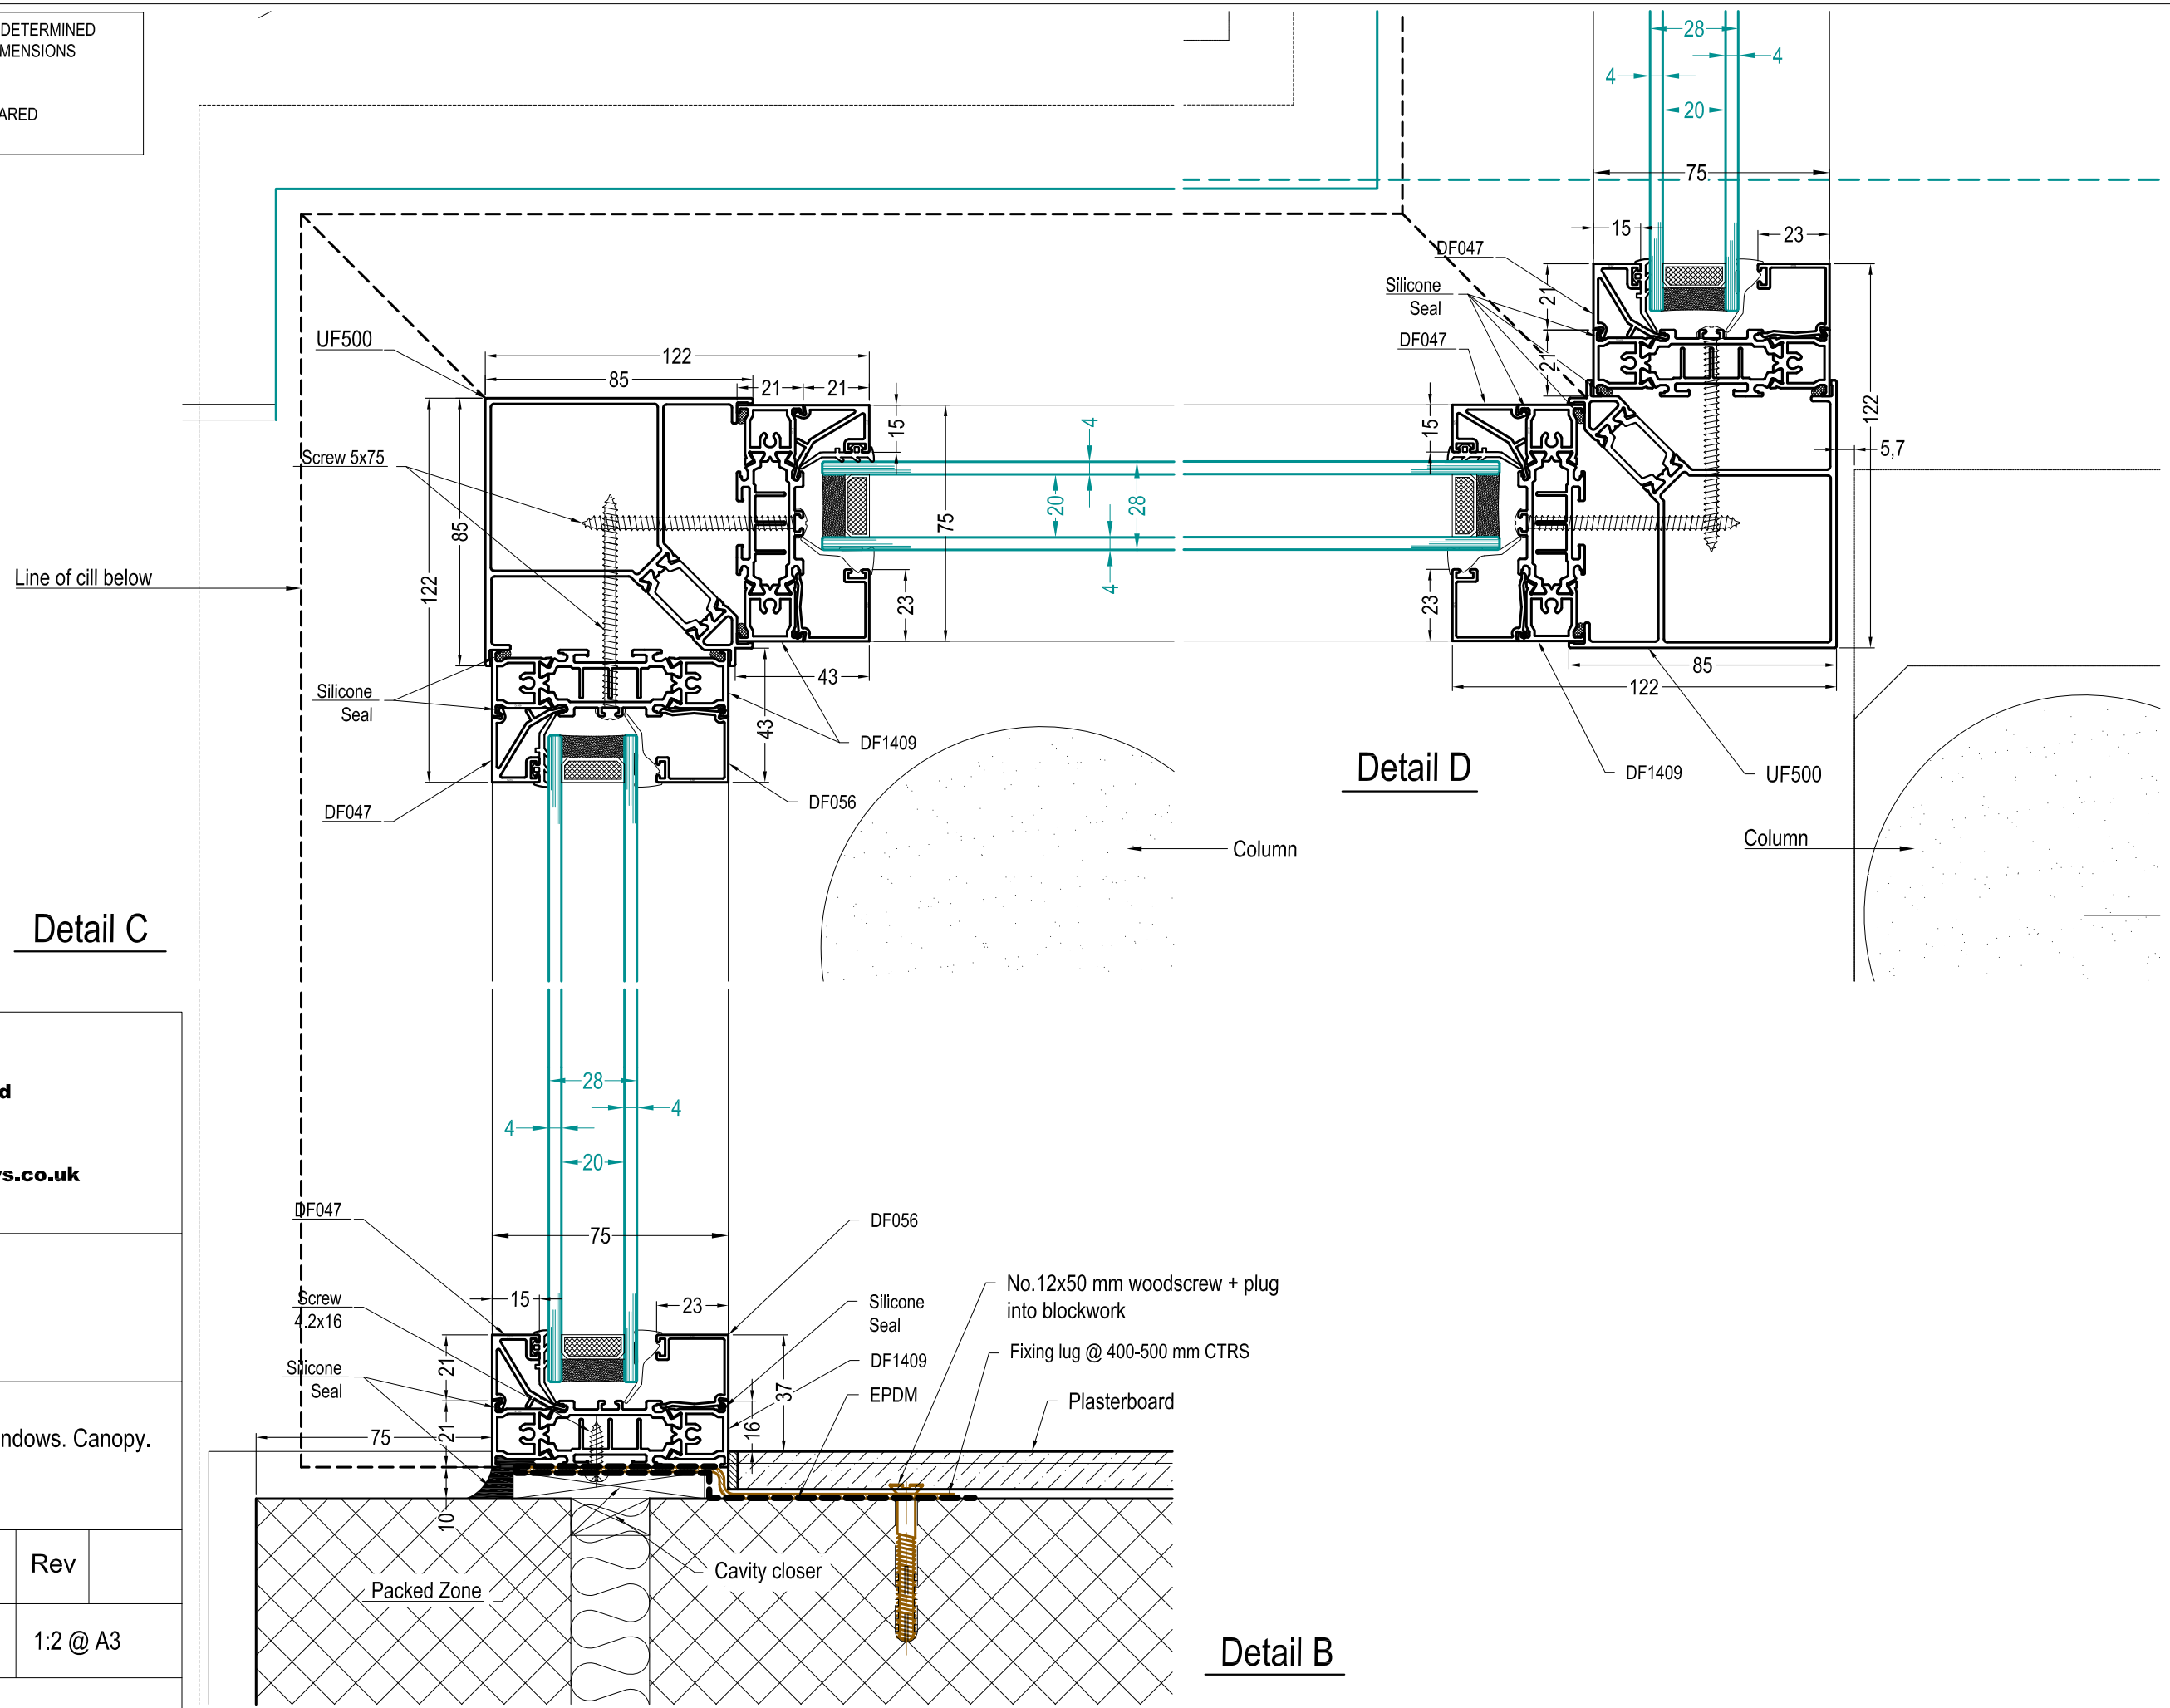 DETERMINED
MENSIONS
ARED
28
4
4
20
75
15
23
DF047
21
Silicone
Seal
DF047
21
122
5,7
UF500
122
85
21
21
15
4
15
Screw 5x75
85
122
75
20
28
4
23
23
Line of cill below
43
85
122
Silicone
Seal
43
DF1409
DF047
DF056
Detail D
DF1409
UF500
Column
Column
Detail C
d
s.co.uk
28
4
4
20
DF047
75
DF056
Screw
4.2x16
15
23
Silicone
Seal
No.12x50 mm woodscrew + plug
into blockwork
Silicone
Seal
21
37
DF1409
Fixing lug @ 400-500 mm CTRS
EPDM
Plasterboard
75
21
16
ndows. Canopy.
10
Rev
Packed Zone
Cavity closer
1:2 @ A3
Detail B